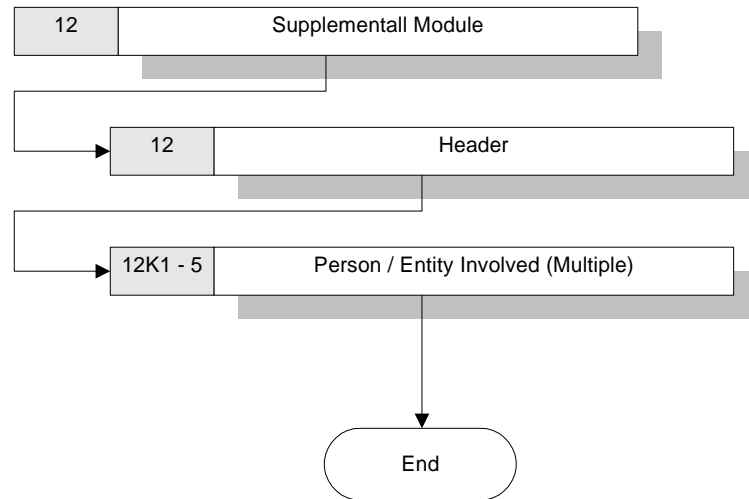 12 Supplementall Module
12 Header
12K1 - 5 Person / Entity Involved (Multiple)
End